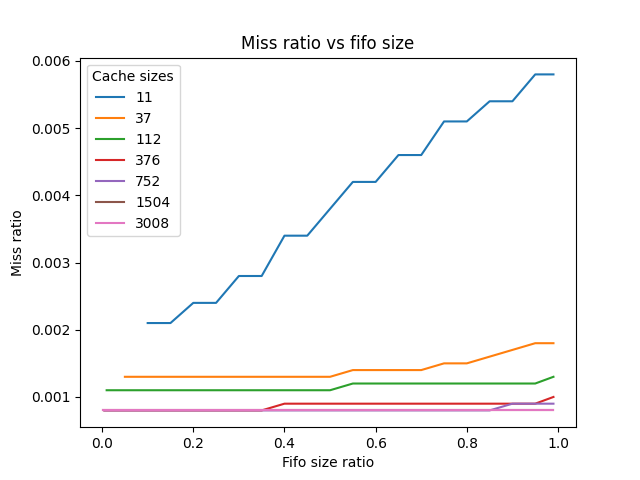 Miss ratio vs fifo size
0.006
0.005
0.004
0.003
0.002
0.001
Miss ratio
Cache sizes
11
37
112
376
752
1504
3008
0.0 0.2 0.4 0.6 0.8 1.0
Fifo size ratio